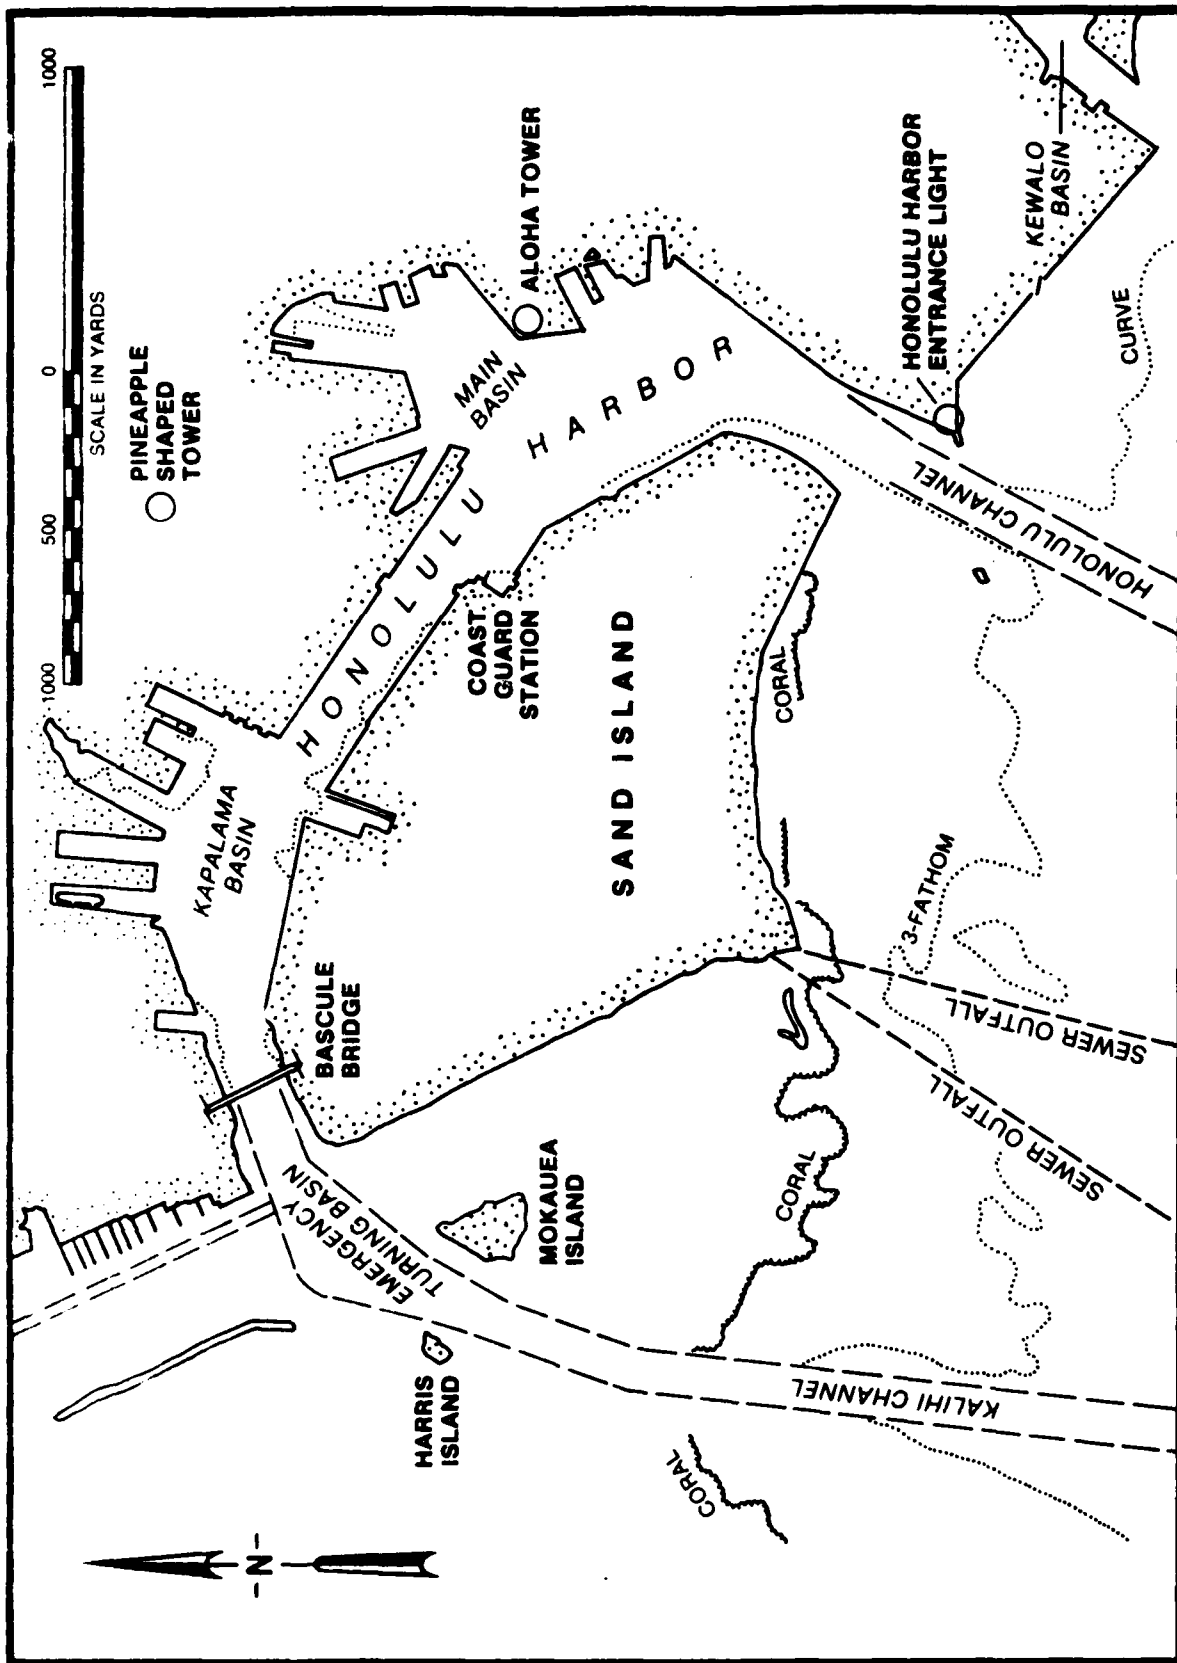 1000
500
0
1000
SCALE IN YARDS
PINEAPPLE
SHAPED
TOWER
-N-
KAPALAMA
BASIN
BASCULE
BRIDGE
EMERGENCY
TURNING BASIN
HARRIS
ISLAND
MOKAUEA
ISLAND
HONOLULU
HARBOR
MAIN
BASIN
ALOHA TOWER
COAST
GUARD
STATION
SAND ISLAND
HONOLULU HARBOR
ENTRANCE LIGHT
KEWALO
BASIN
CORAL
CORAL
CORAL
KALIHI CHANNEL
SEWER OUTFALL
SEWER OUTFALL
3-FATHOM
CURVE
HONOLULU CHANNEL